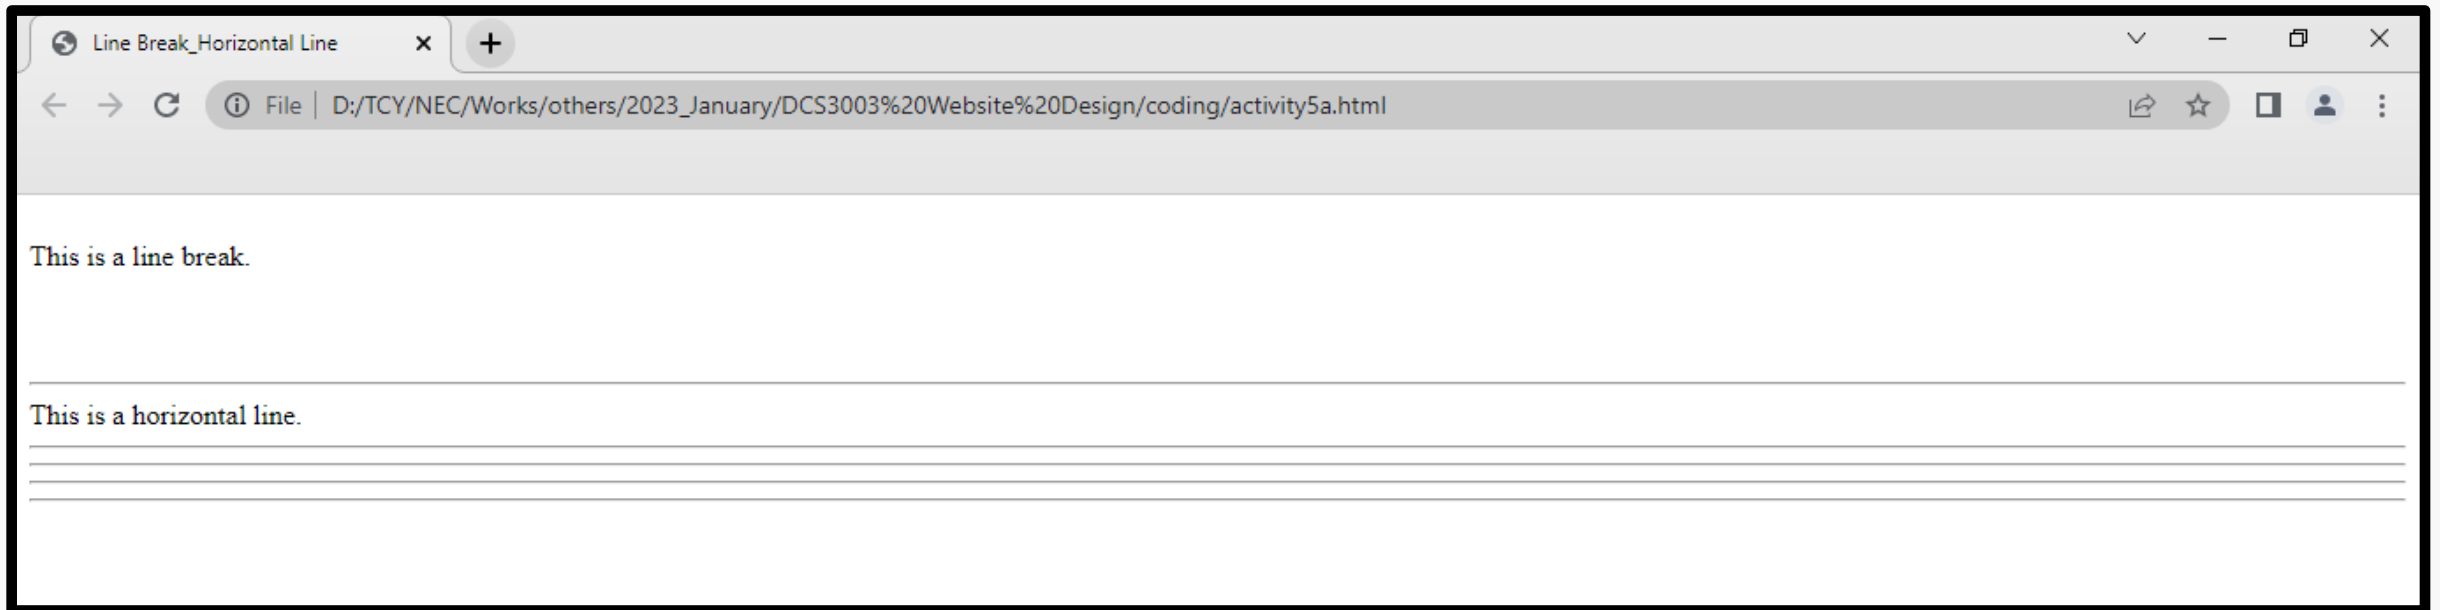 Line Break_Horizontal Line
File D:/TCY/NEC/Works/others/2023_January/DCS3003%20Website%20Design/coding/activity5a.html
This is a line break.
This is a horizontal line.